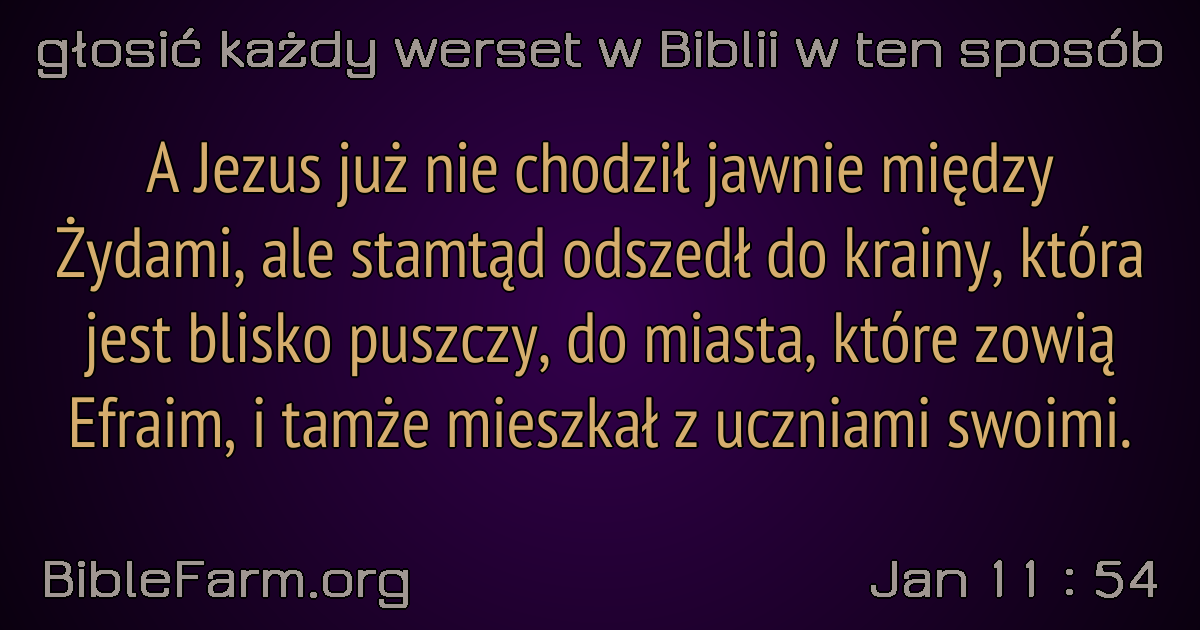 głosić każdy werset w Biblii w ten sposób
A Jezus już nie chodził jawnie między
Żydami, ale stamtąd odszedł do krainy, która
jest blisko puszczy, do miasta, które zowią
Efraim, i tamże mieszkał z uczniami swoimi.
BibleFarm.org
Jan 11 : 54